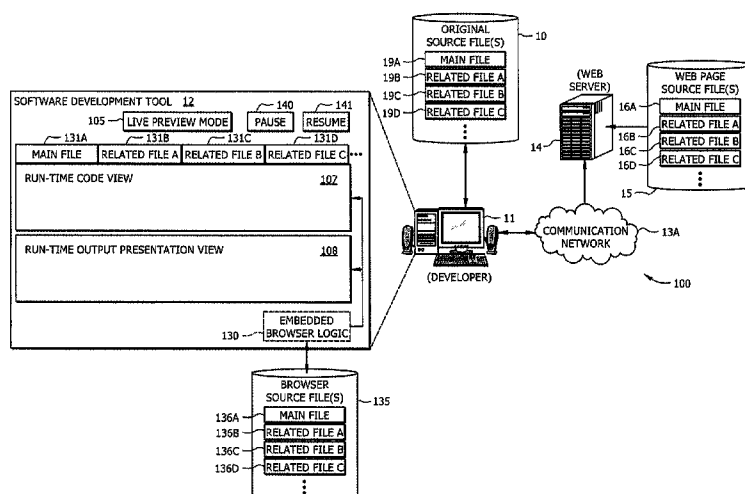 ORIGINAL
SOURCE FILE(S)
10
19A
MAIN FILE
19B
RELATED FILE A
19C
RELATED FILE B
19D
RELATED FILE C
(WEB
SERVER)
14
WEB PAGE
SOURCE FILE(S)
16A
MAIN FILE
16B
RELATED FILE A
16C
RELATED FILE B
16D
RELATED FILE C
15
SOFTWARE DEVELOPMENT TOOL 12
105
LIVE PREVIEW MODE
140
PAUSE
141
RESUME
131A
131B
131C
131D
MAIN FILE
RELATED FILE A
RELATED FILE B
RELATED FILE C
RUN-TIME CODE VIEW 107
RUN-TIME OUTPUT PRESENTATION VIEW 108
EMBEDDED
BROWSER LOGIC
130
11
(DEVELOPER)
COMMUNICATION
NETWORK
13A
100
BROWSER
SOURCE FILE(S)
135
136A
MAIN FILE
136B
RELATED FILE A
136C
RELATED FILE B
136D
RELATED FILE C